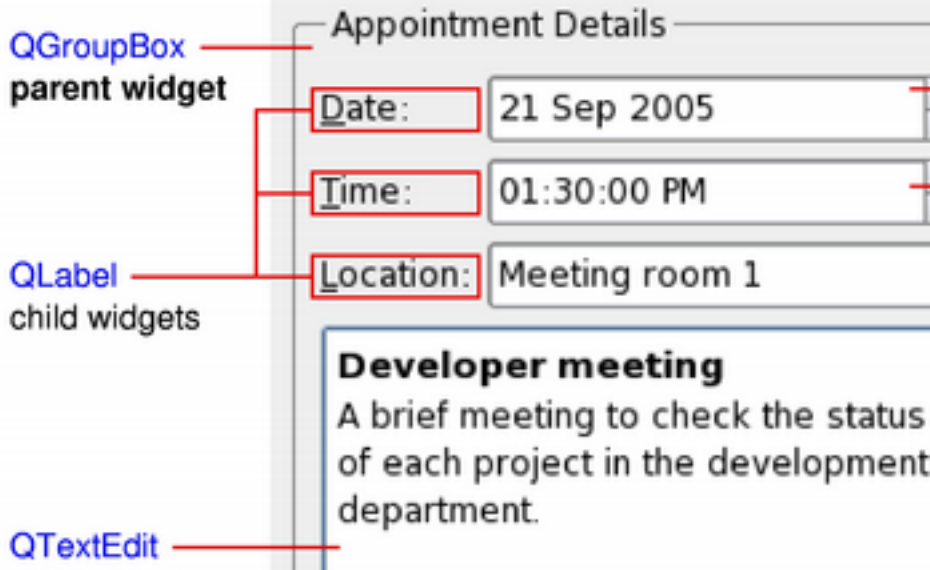 Appointment Details
QGroupBox
parent widget
Date: 21 Sep 2005
Time: 01:30:00 PM
QLabel Location: Meeting room 1
child widgets
Developer meeting
A brief meeting to check the status
of each project in the development
department.
QTextEdit